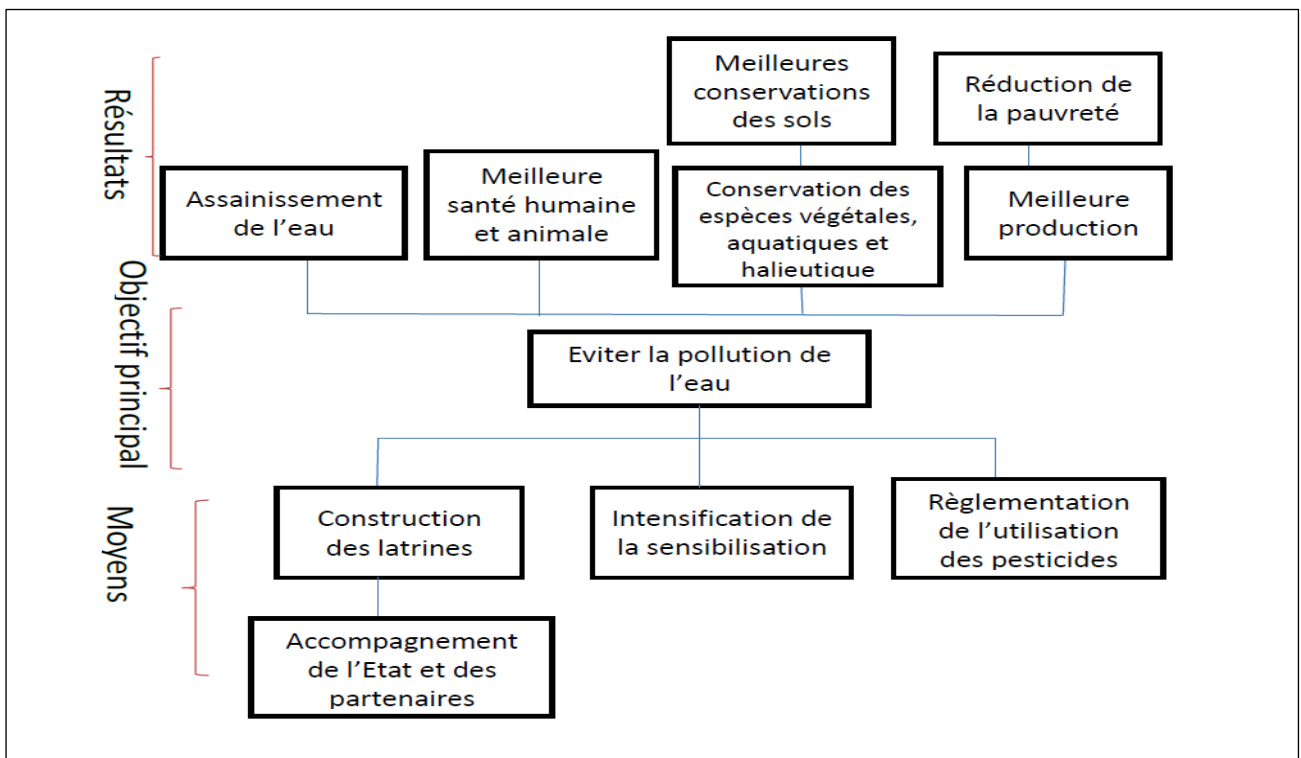 Résultats
Meilleures
conservations
des sols
Réduction de
la pauvreté
Assainissement
de l’eau
Meilleure
santé humaine
et animale
Conservation des
espèces végétales,
aquatiques et
halieutique
Meilleure
production
Objectif principal
Eviter la pollution de
l’eau
Moyens
Construction
des latrines
Intensification de
la sensibilisation
Règlementation
de l’utilisation
des pesticides
Accompagnement
de l’Etat et des
partenaires